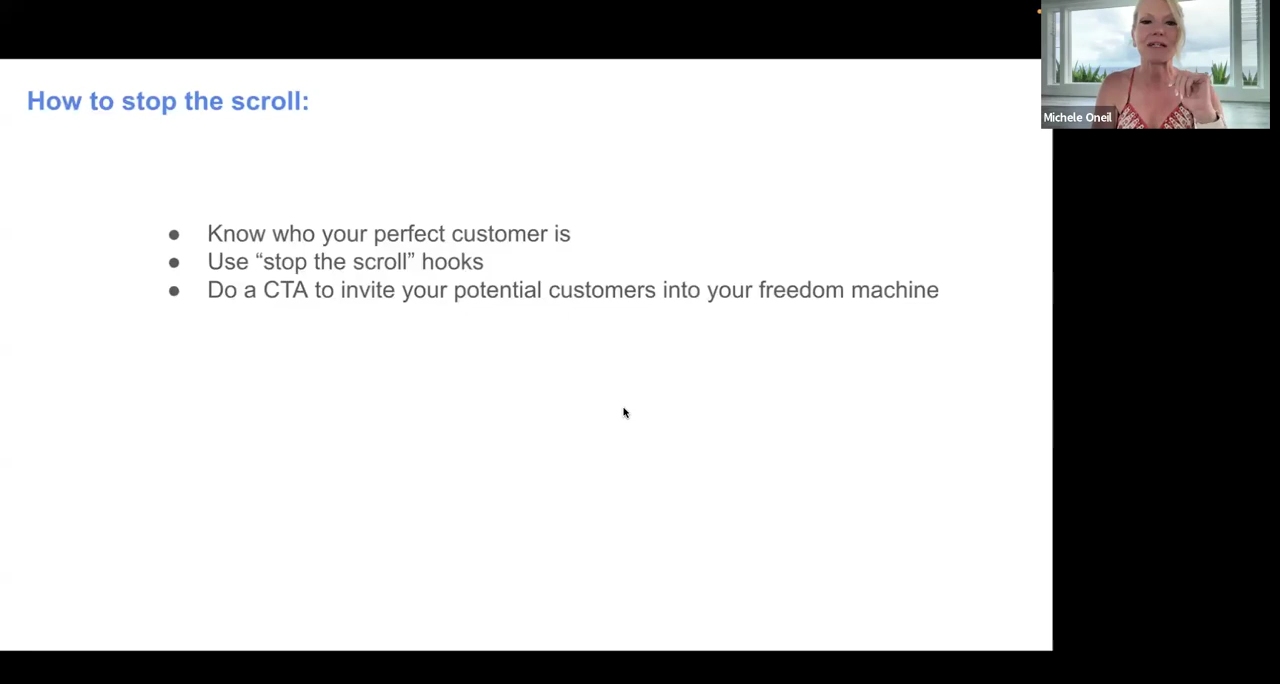 How to stop the scroll:
Michele Oneil
● Know who your perfect customer is
● Use “stop the scroll” hooks
● Do a CTA to invite your potential customers into your freedom machine